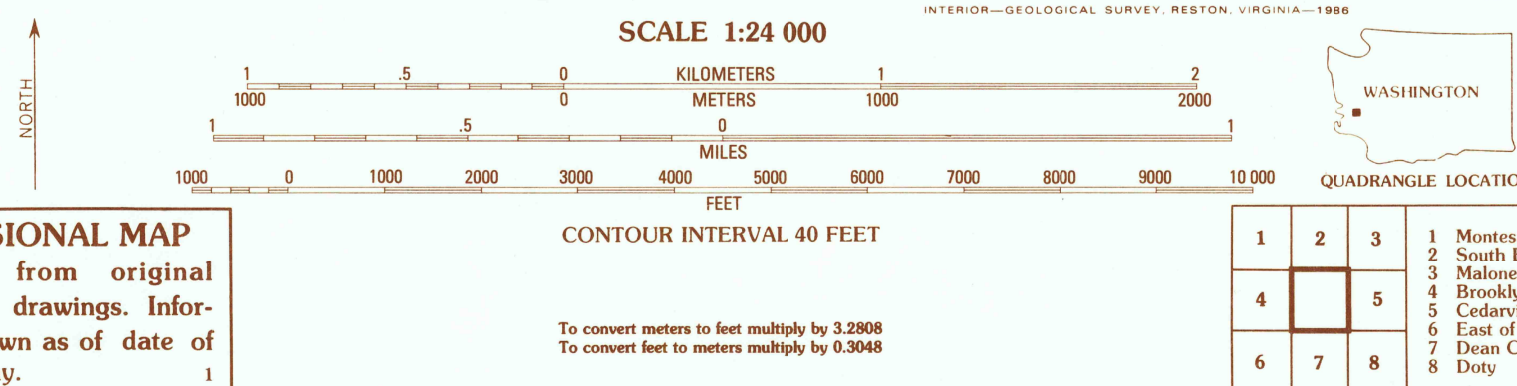 INTERIOR—GEOLOGICAL SURVEY, RESTON, VIRGINIA—1986
SCALE 1:24 000
NORTH
1 .5 0 KILOMETERS 1 2
1000 0 METERS 1000 2000
1 .5 0 1
MILES
1000 0 1000 2000 3000 4000 5000 6000 7000 8000 9000 10 000
FEET
WASHINGTON
QUADRANGLE LOCATIO
CONTOUR INTERVAL 40 FEET
SIONAL MAP
from original
drawings. Infor-
wn as of date of
y. 1
To convert meters to feet multiply by 3.2808
To convert feet to meters multiply by 0.3048
1 2 3
4 5
6 7 8
1 Montes
2 South
3 Malone
4 Brookly
5 Cedarvi
6 East of
7 Dean C
8 Doty